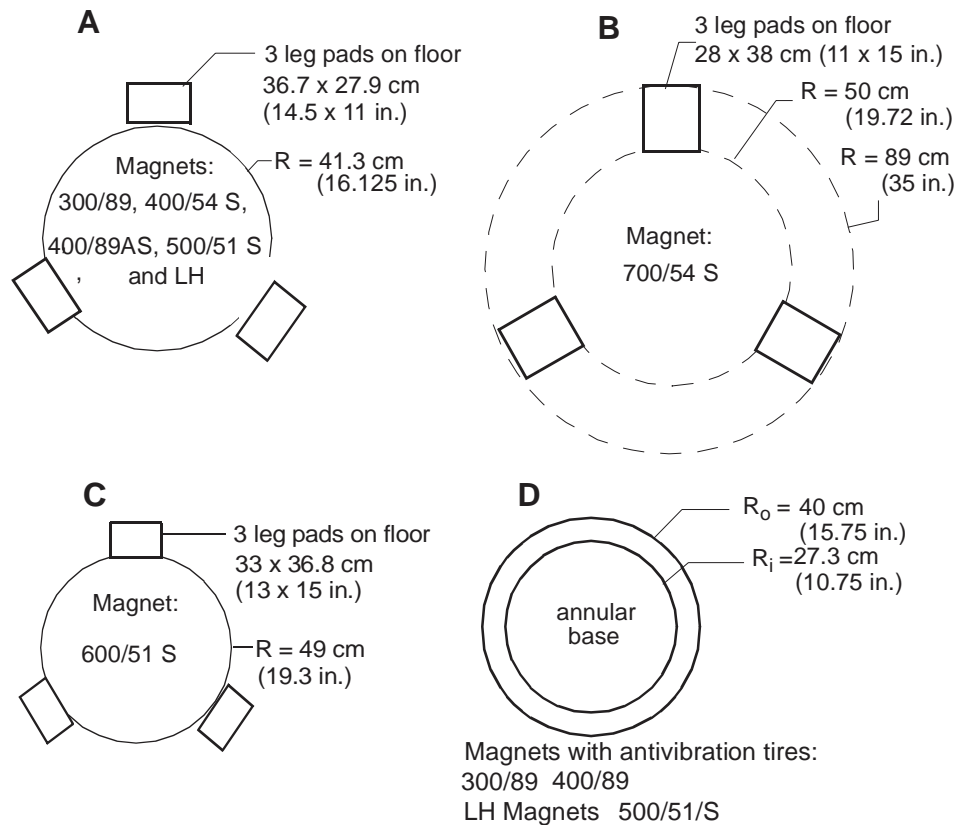 A
3 leg pads on floor
36.7 x 27.9 cm
(14.5 x 11 in.)
R = 41.3 cm
(16.125 in.)
Magnets:
300/89, 400/54 S,
400/89AS, 500/51 S
, and LH
B
3 leg pads on floor
28 x 38 cm (11 x 15 in.)
R = 50 cm
(19.72 in.)
R = 89 cm
(35 in.)
Magnet:
700/54 S
C
3 leg pads on floor
33 x 36.8 cm
(13 x 15 in.)
Magnet:
600/51 S
R = 49 cm
(19.3 in.)
D
Ro = 40 cm
(15.75 in.)
Ri =27.3 cm
(10.75 in.)
annular
base
Magnets with antivibration tires:
300/89 400/89
LH Magnets 500/51/S